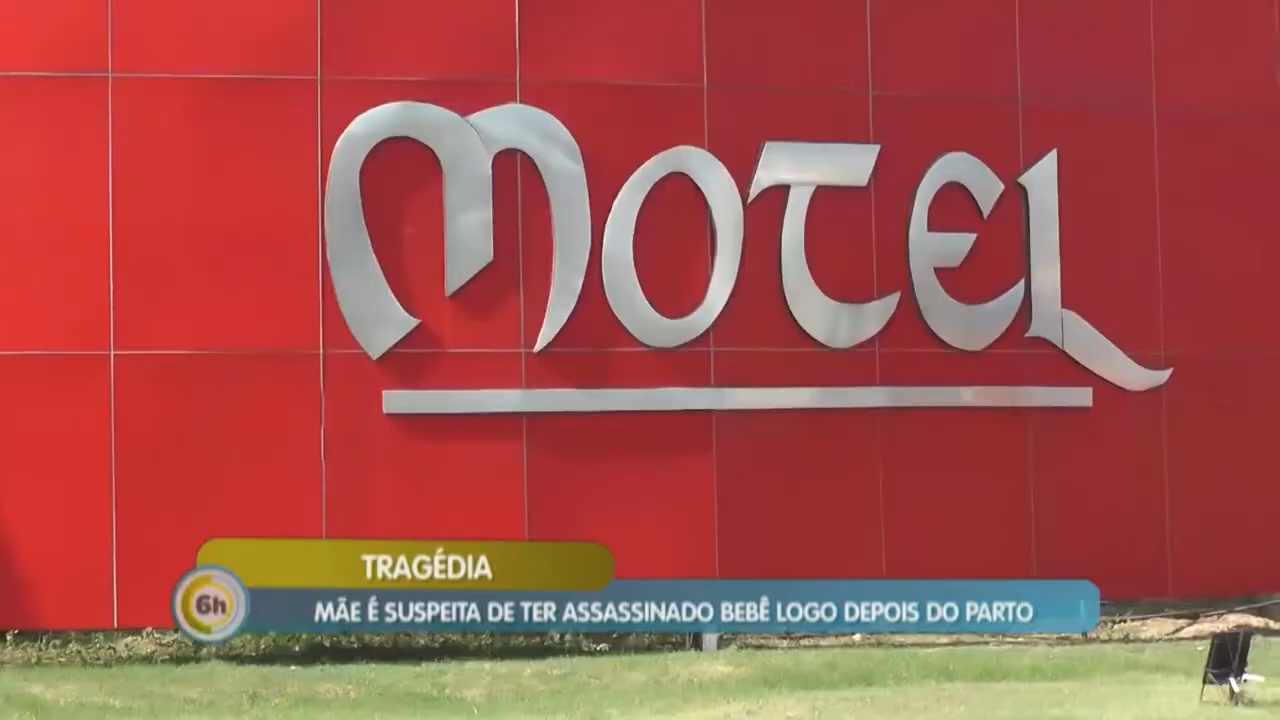 MOTEL
TRAGÉDIA
6h
MÃE É SUSPEITA DE TER ASSASSINADO BEBÊ LOGO DEPOIS DO PARTO